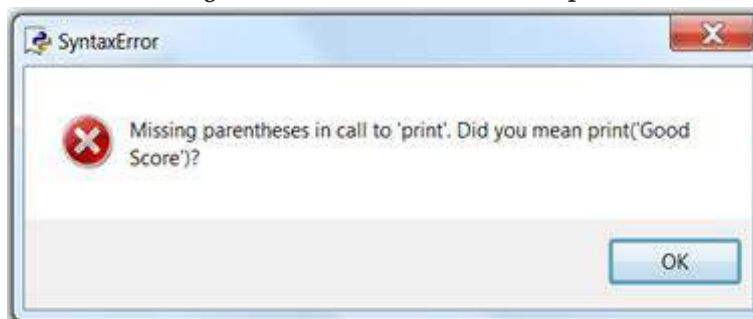 SyntaxError
Missing parentheses in call to 'print'. Did you mean print('Good
Score')?
OK